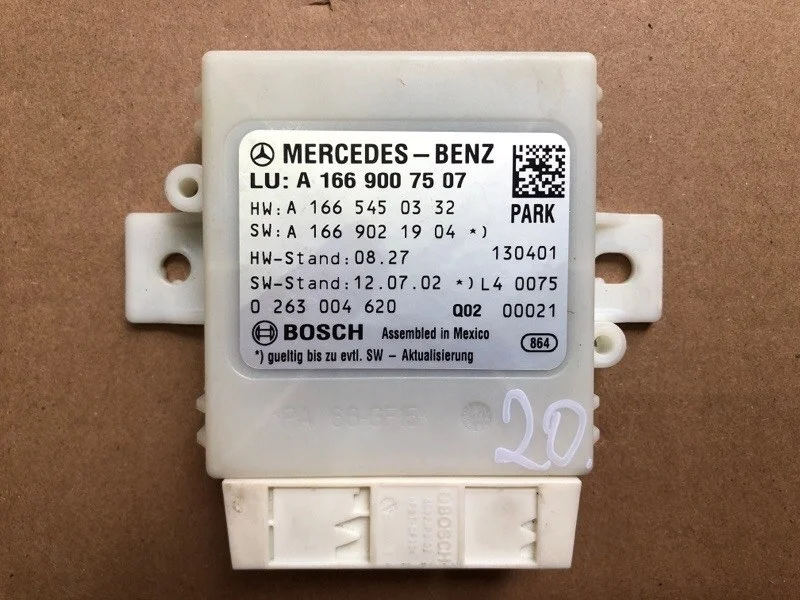 MERCEDES-BENZ
LU: A 166 900 75 07
HW: A 166 545 03 32
PARK
SW: A 166 902 19 04 *)
HW-Stand: 08.27 130401
SW-Stand: 12.07.02 *) L4 0075
0 263 004 620 Q02 00021
BOSCH Assembled in Mexico 864
*) gueltig bis zu evtl. SW - Aktualisierung
20.
BOSCH